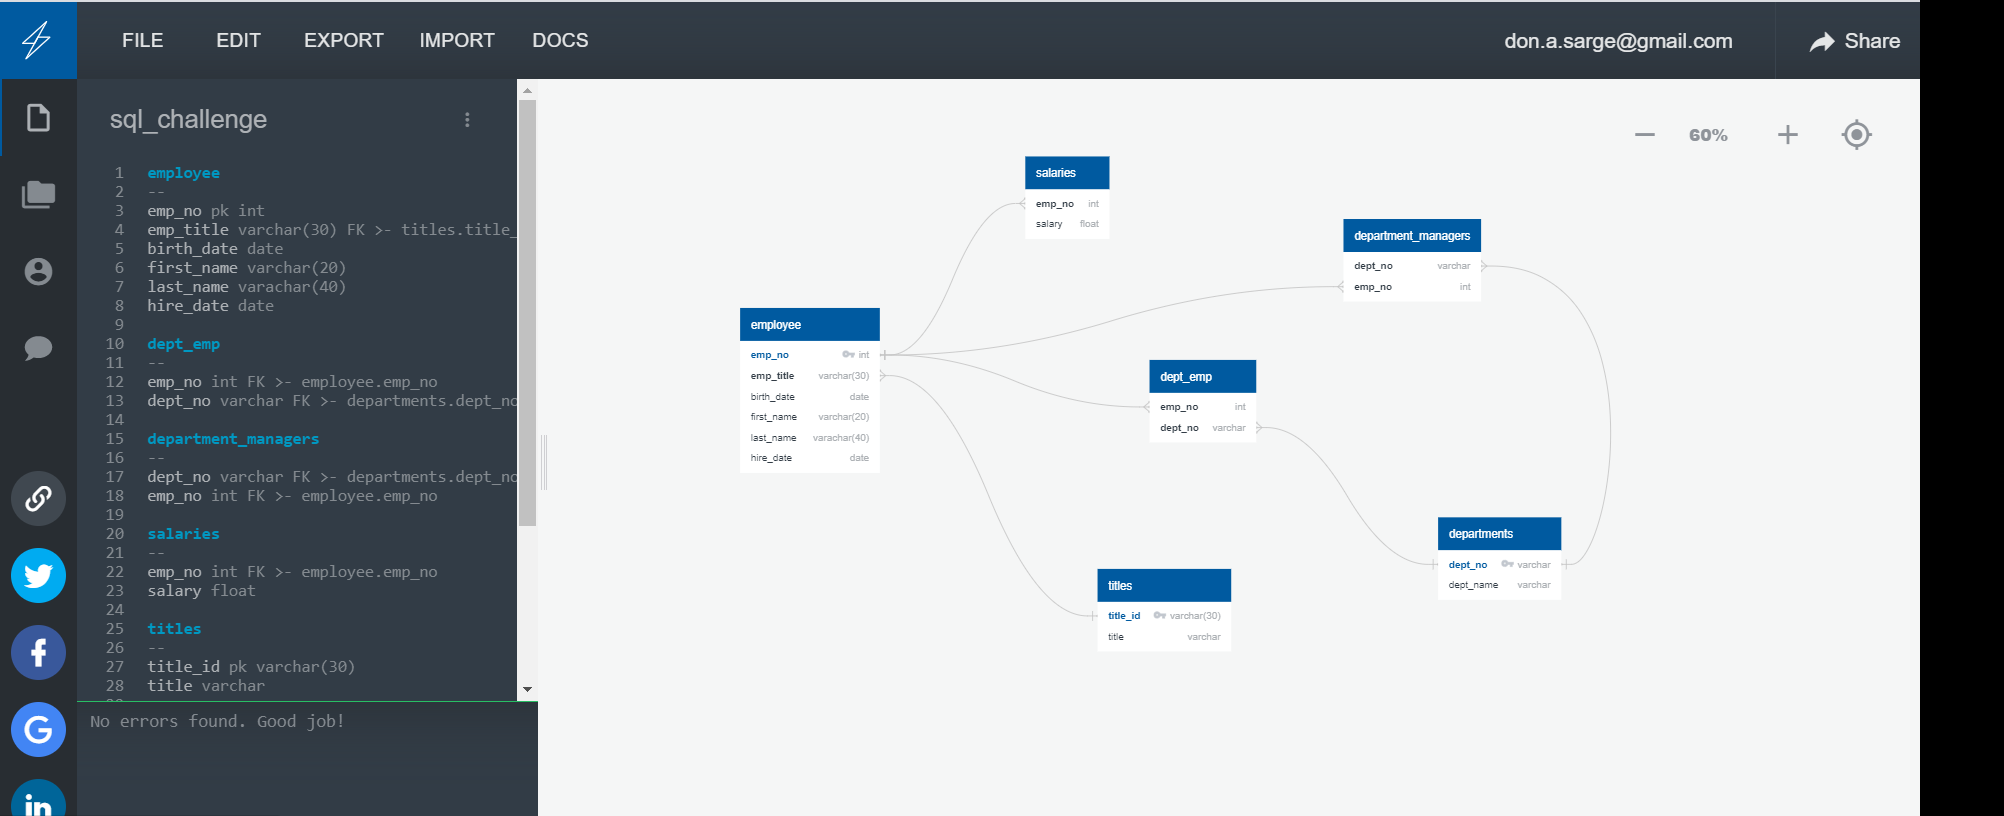 FILE EDIT EXPORT IMPORT DOCS don.a.sarge@gmail.com Share
sql_challenge
1 employee
2 --
3 emp_no pk int
4 emp_title varchar(30) FK >- titles.title_
5 birth_date date
6 first_name varchar(20)
7 last_name varachar(40)
8 hire_date date
9
10 dept_emp
11 --
12 emp_no int FK >- employee.emp_no
13 dept_no varchar FK >- departments.dept_no
14
15 department_managers
16 --
17 dept_no varchar FK >- departments.dept_no
18 emp_no int FK >- employee.emp_no
19
20 salaries
21 --
22 emp_no int FK >- employee.emp_no
23 salary float
24
25 titles
26 --
27 title_id pk varchar(30)
28 title varchar
No errors found. Good job!
60%
salaries
emp_no int
salary float
department_managers
dept_no varchar
emp_no int
employee
emp_no int
emp_title varchar(30)
birth_date date
first_name varchar(20)
last_name varachar(40)
hire_date date
dept_emp
emp_no int
dept_no varchar
departments
dept_no varchar
dept_name varchar
titles
title_id varchar(30)
title varchar
f
G
in